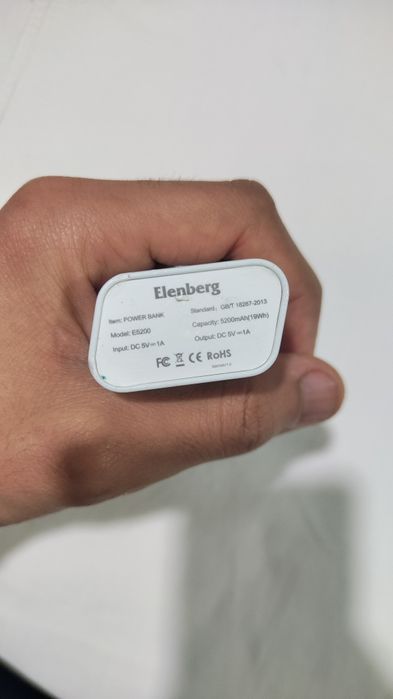 Elenberg
Item: POWER BANK
Standard: GB/T 18287-2013
Model: E5200
Capacity: 5200mAh(19Wh)
Input: DC 5V⎓1A
Output: DC 5V⎓1A
FC CE RoHS